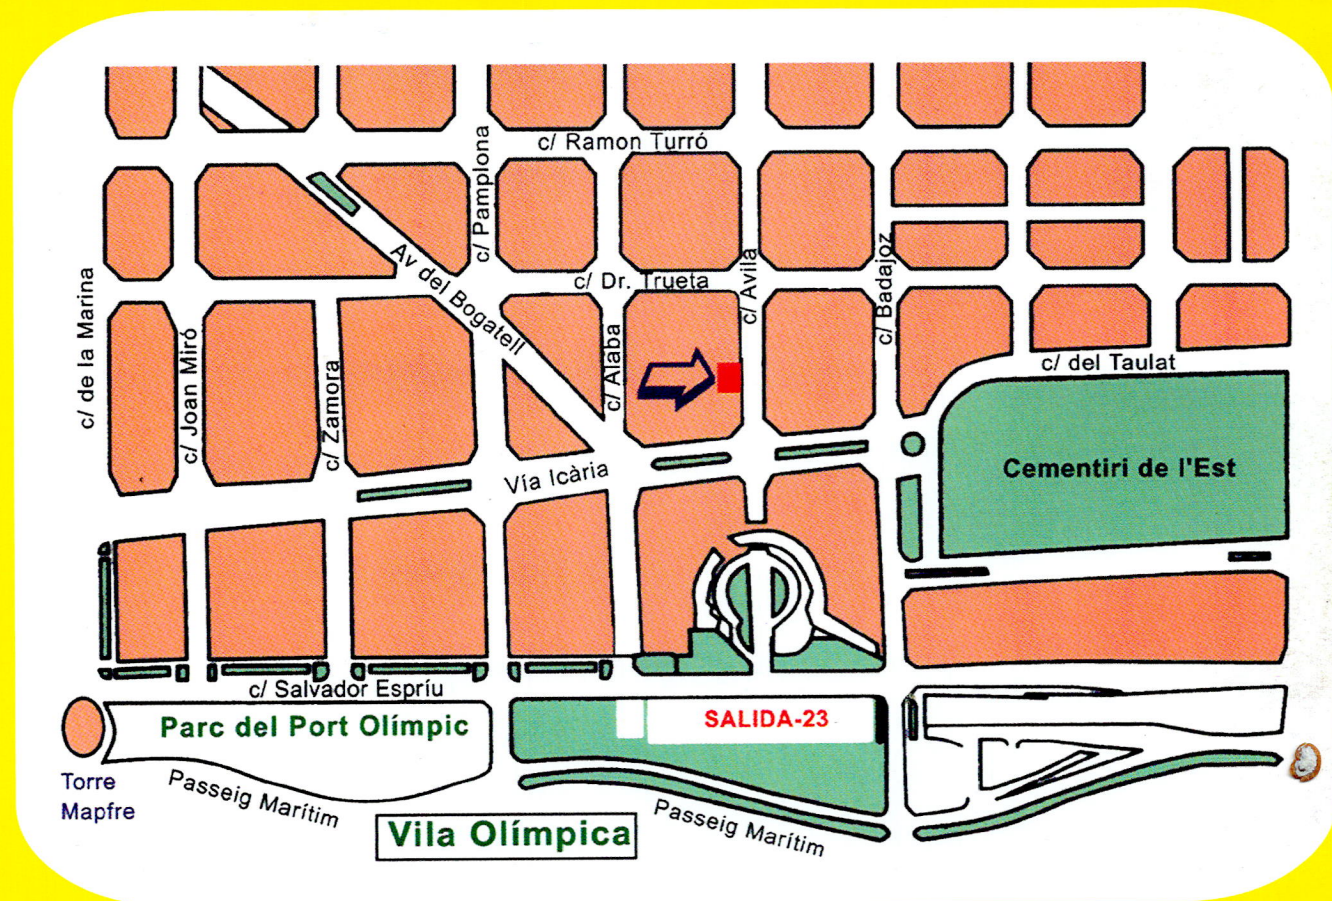 c/ Ramon Turró
c/ Pamplona
Av del Bogatell
c/ Dr. Trueta
c/ Avila
c/ Badajoz
c/ de la Marina
c/ Joan Miró
c/ Zamora
c/ Alaba
c/ del Taulat
Cementiri de l'Est
Vía Icària
c/ Salvador Espríu
Parc del Port Olímpic
SALIDA-23
Torre
Mapfre
Passeig Marítim
Passeig Marítim
Vila Olímpica